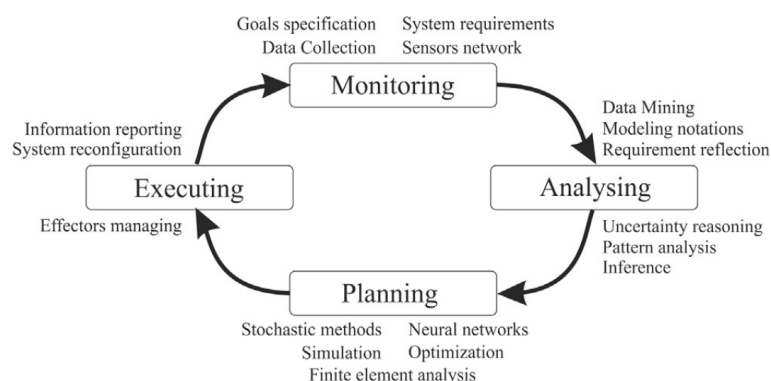 Goals specification System requirements
Data Collection Sensors network
Monitoring
Data Mining
Modeling notations
Requirement reflection
Information reporting
System reconfiguration
Executing
Analysing
Effectors managing
Uncertainty reasoning
Pattern analysis
Inference
Planning
Stochastic methods Neural networks
Simulation Optimization
Finite element analysis